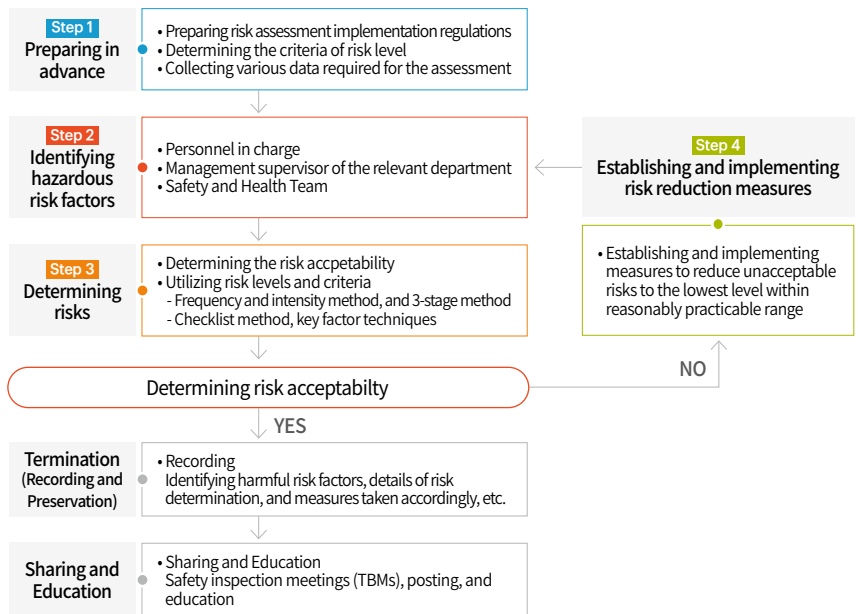 Step 1
Preparing in
advance
• Preparing risk assessment implementation regulations
• Determining the criteria of risk level
• Collecting various data required for the assessment
Step 2
Identifying
hazardous
risk factors
• Personnel in charge
• Management supervisor of the relevant department
• Safety and Health Team
Step 4
Establishing and implementing
risk reduction measures
• Establishing and implementing
measures to reduce unacceptable
risks to the lowest level within
reasonably practicable range
Step 3
Determining
risks
• Determining the risk accpetability
• Utilizing risk levels and criteria
- Frequency and intensity method, and 3-stage method
- Checklist method, key factor techniques
Determining risk acceptabilty
NO
YES
Termination
(Recording and
Preservation)
• Recording
Identifying harmful risk factors, details of risk
determination, and measures taken accordingly, etc.
Sharing and
Education
• Sharing and Education
Safety inspection meetings (TBMs), posting, and
education